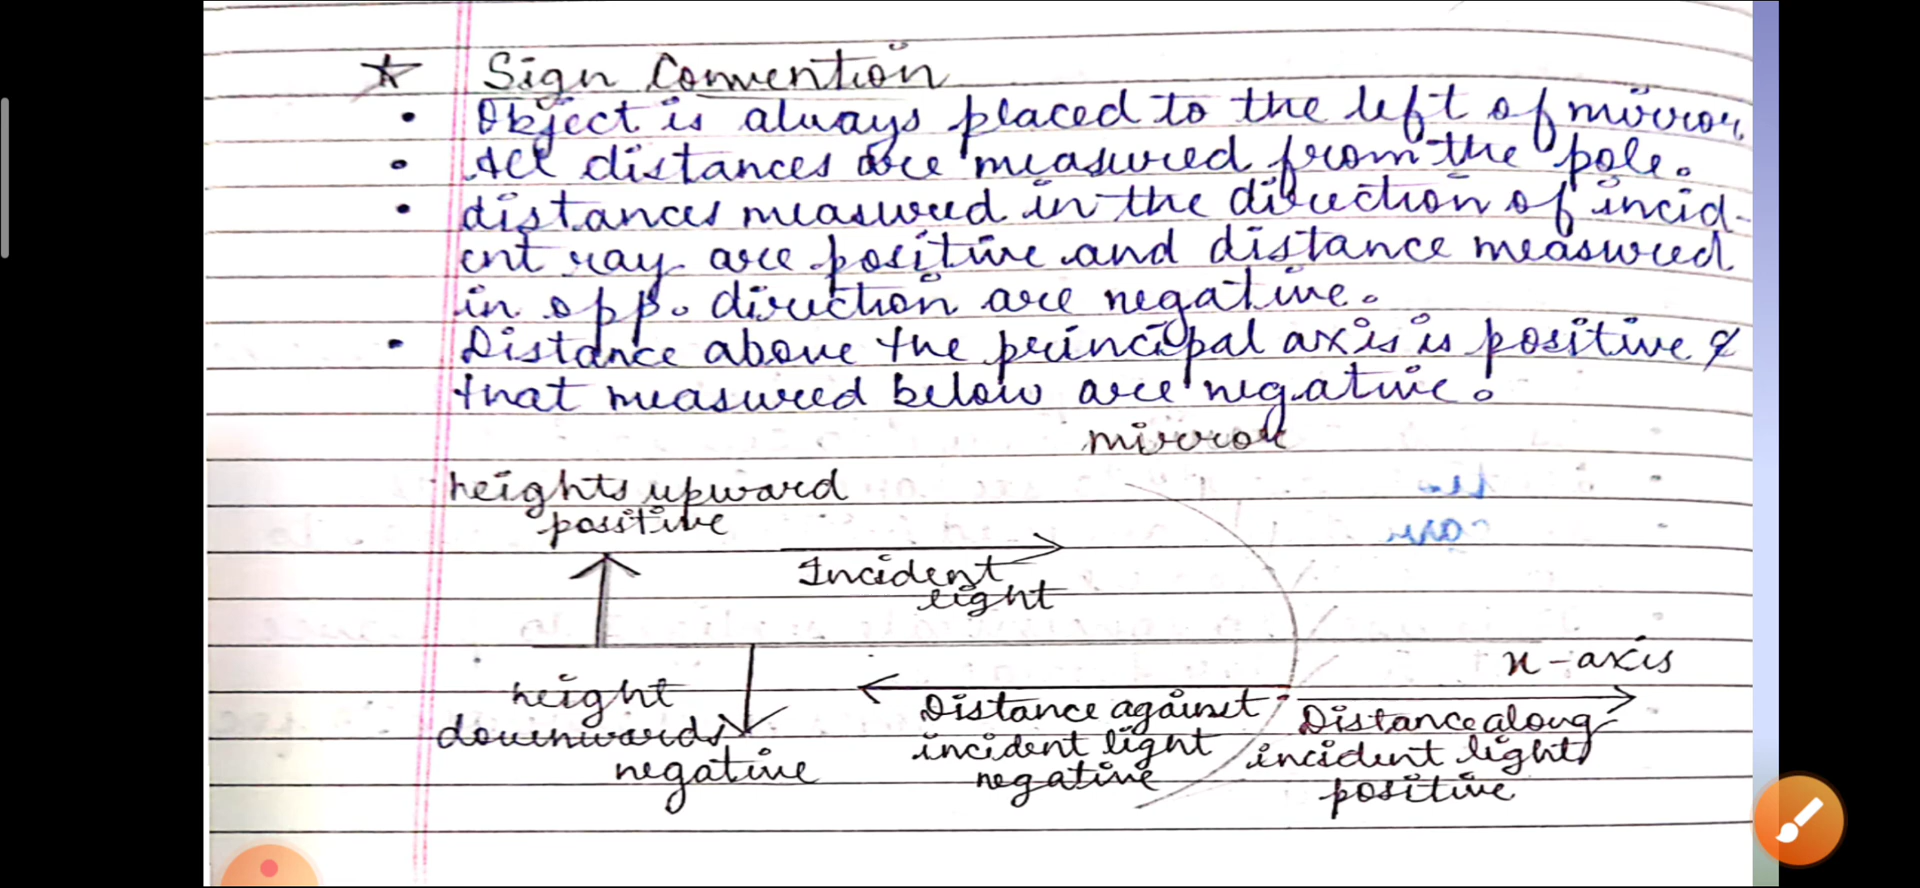 Sign Convention
Object is always placed to the left of mirror.
All distances are measured from the pole.
distances measured in the direction of incid-
ent ray are positive and distance measured
in opp. direction are negative.
Distance above the principal axis is positive &
that measured below are negative.
mirror
heights upward
positive
Incident
light
x-axis
height
downwards
negative
Distance against
incident light
negative
Distance along
incident light
positive